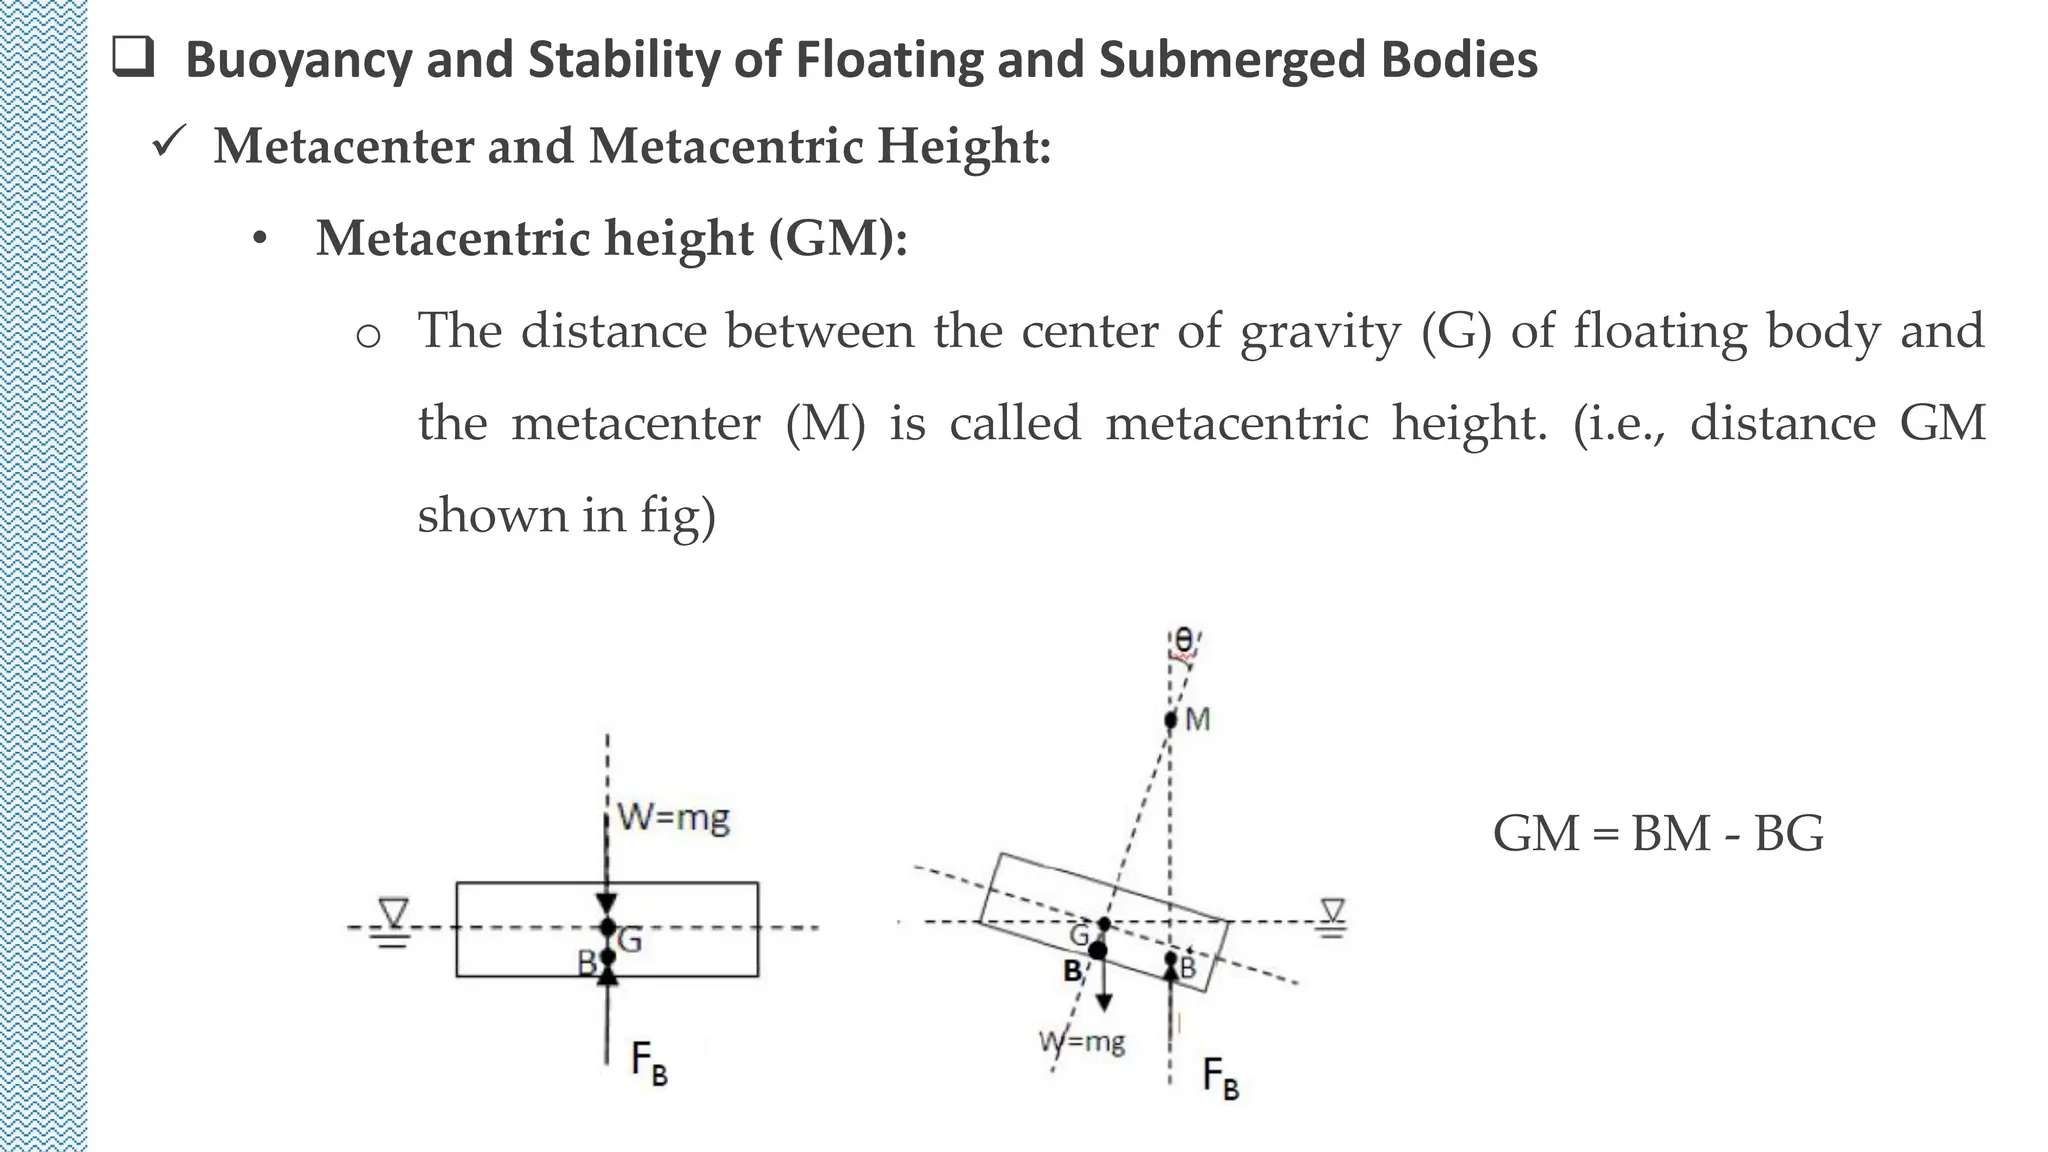 Buoyancy and Stability of Floating and Submerged Bodies
Metacenter and Metacentric Height:
Metacentric height (GM):
The distance between the center of gravity (G) of floating body and
the metacenter (M) is called metacentric height. (i.e., distance GM
shown in fig)
θ
M
W=mg
GM = BM - BG
G
B
G
B
B'
W=mg
FB
FB